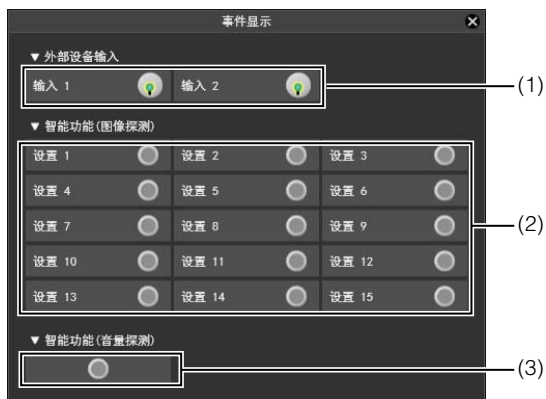 事件显示
▼ 外部设备输入
输入 1 输入 2
(1)
▼ 智能功能(图像探测)
设置 1 设置 2 设置 3
设置 4 设置 5 设置 6
设置 7 设置 8 设置 9
(2)
设置 10 设置 11 设置 12
设置 13 设置 14 设置 15
▼ 智能功能(音量探测)
(3)